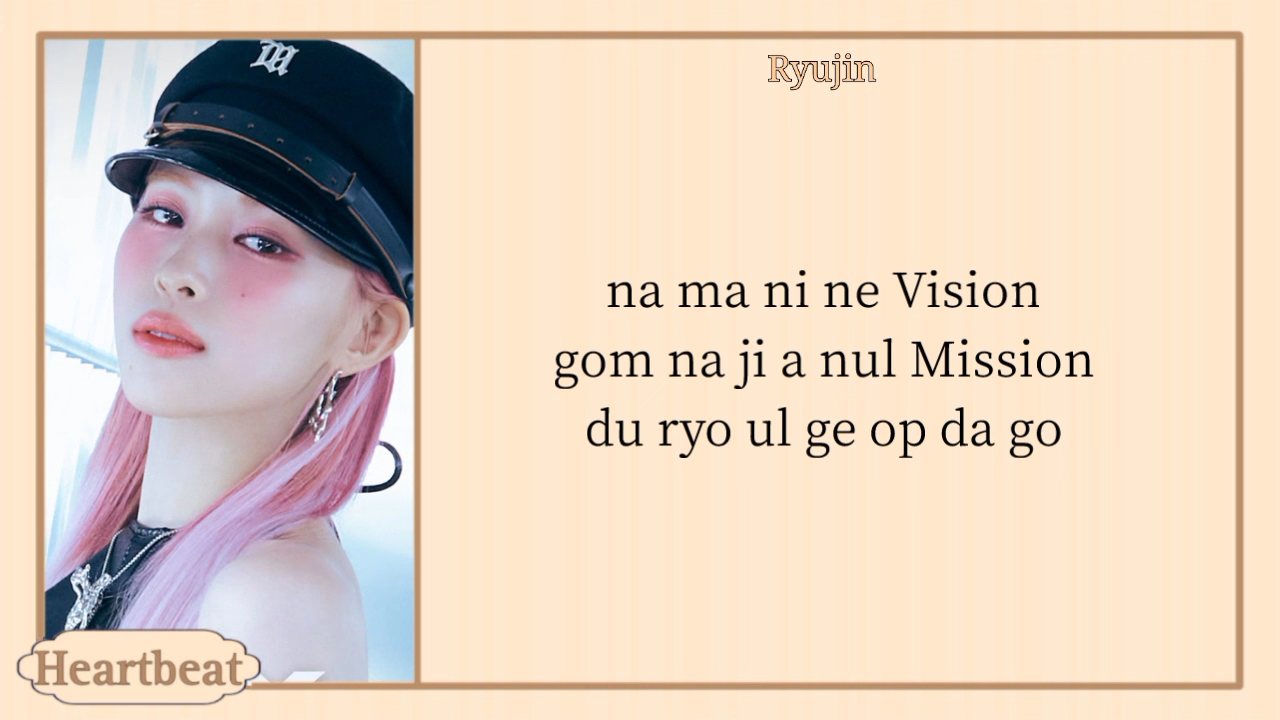 Ryujin
na ma ni ne Vision
gom na ji a nul Mission
du ryo ul ge op da go
Heartbeat